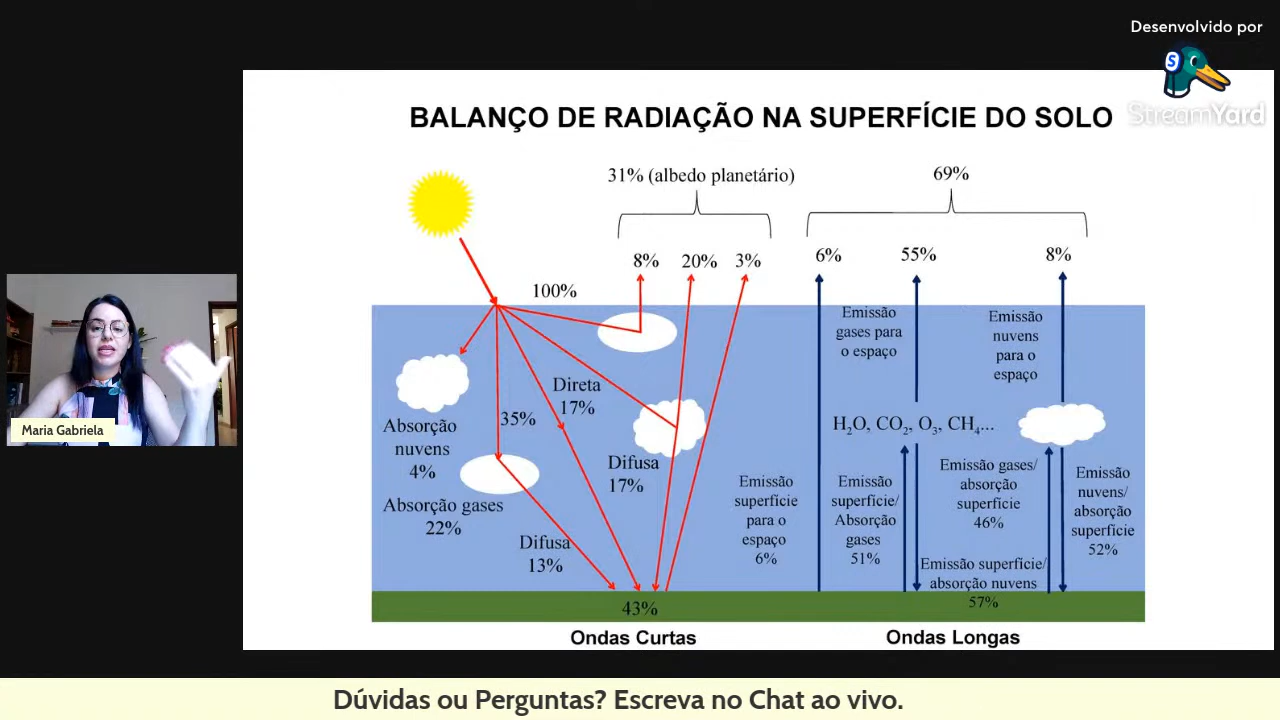 Desenvolvido por
StreamYard
BALANÇO DE RADIAÇÃO NA SUPERFÍCIE DO SOLO
31% (albedo planetário)
69%
8%
20%
3%
6%
55%
8%
100%
Emissão
gases para
o espaço
Emissão
nuvens
para o
espaço
Direta
17%
35%
Absorção
nuvens
4%
Absorção gases
22%
Difusa
17%
Difusa
13%
H₂O, CO₂, O₃, CH₄...
Emissão
superfície
para o
espaço
6%
Emissão
superfície/
Absorção
gases
51%
Emissão gases/
absorção
superfície
46%
Emissão
nuvens/
absorção
superfície
52%
Emissão superfície/
absorção nuvens
57%
43%
Ondas Curtas
Ondas Longas
Maria Gabriela
Dúvidas ou Perguntas? Escreva no Chat ao vivo.